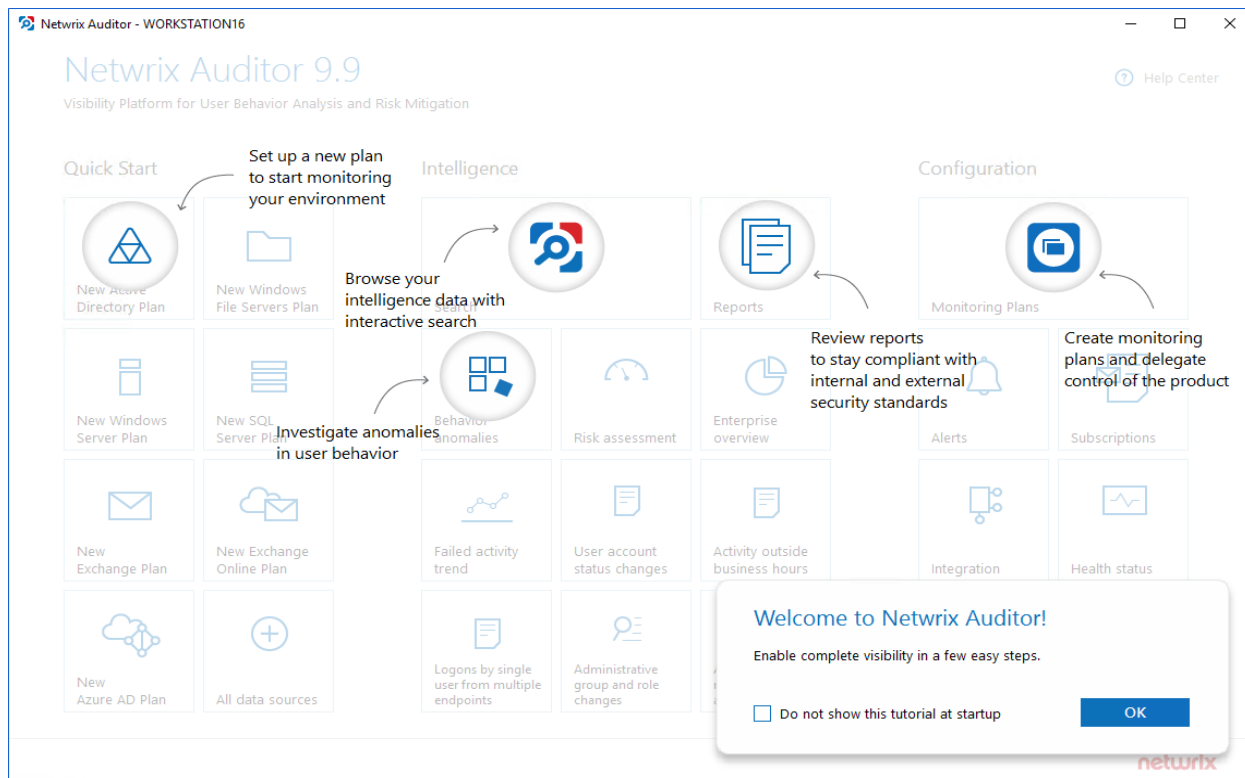 Netwrix Auditor - WORKSTATION16
Netwrix Auditor 9.9
Visibility Platform for User Behavior Analysis and Risk Mitigation
Help Center
Quick Start
Set up a new plan
to start monitoring
your environment
New Active
Directory Plan
New Windows
File Servers Plan
New Windows
Server Plan
New SQL
Server Plan
New
Exchange Plan
New Exchange
Online Plan
New
Azure AD Plan
All data sources
Intelligence
Browse your
intelligence data with
interactive search
Search
Reports
Review reports
to stay compliant with
internal and external
security standards
Investigate anomalies
in user behavior
Behavior
anomalies
Risk assessment
Enterprise
overview
Failed activity
trend
User account
status changes
Activity outside
business hours
Logons by single
user from multiple
endpoints
Administrative
group and role
changes
Configuration
Monitoring Plans
Create monitoring
plans and delegate
control of the product
Alerts
Subscriptions
Integration
Health status
Welcome to Netwrix Auditor!
Enable complete visibility in a few easy steps.
Do not show this tutorial at startup
OK
netwrix